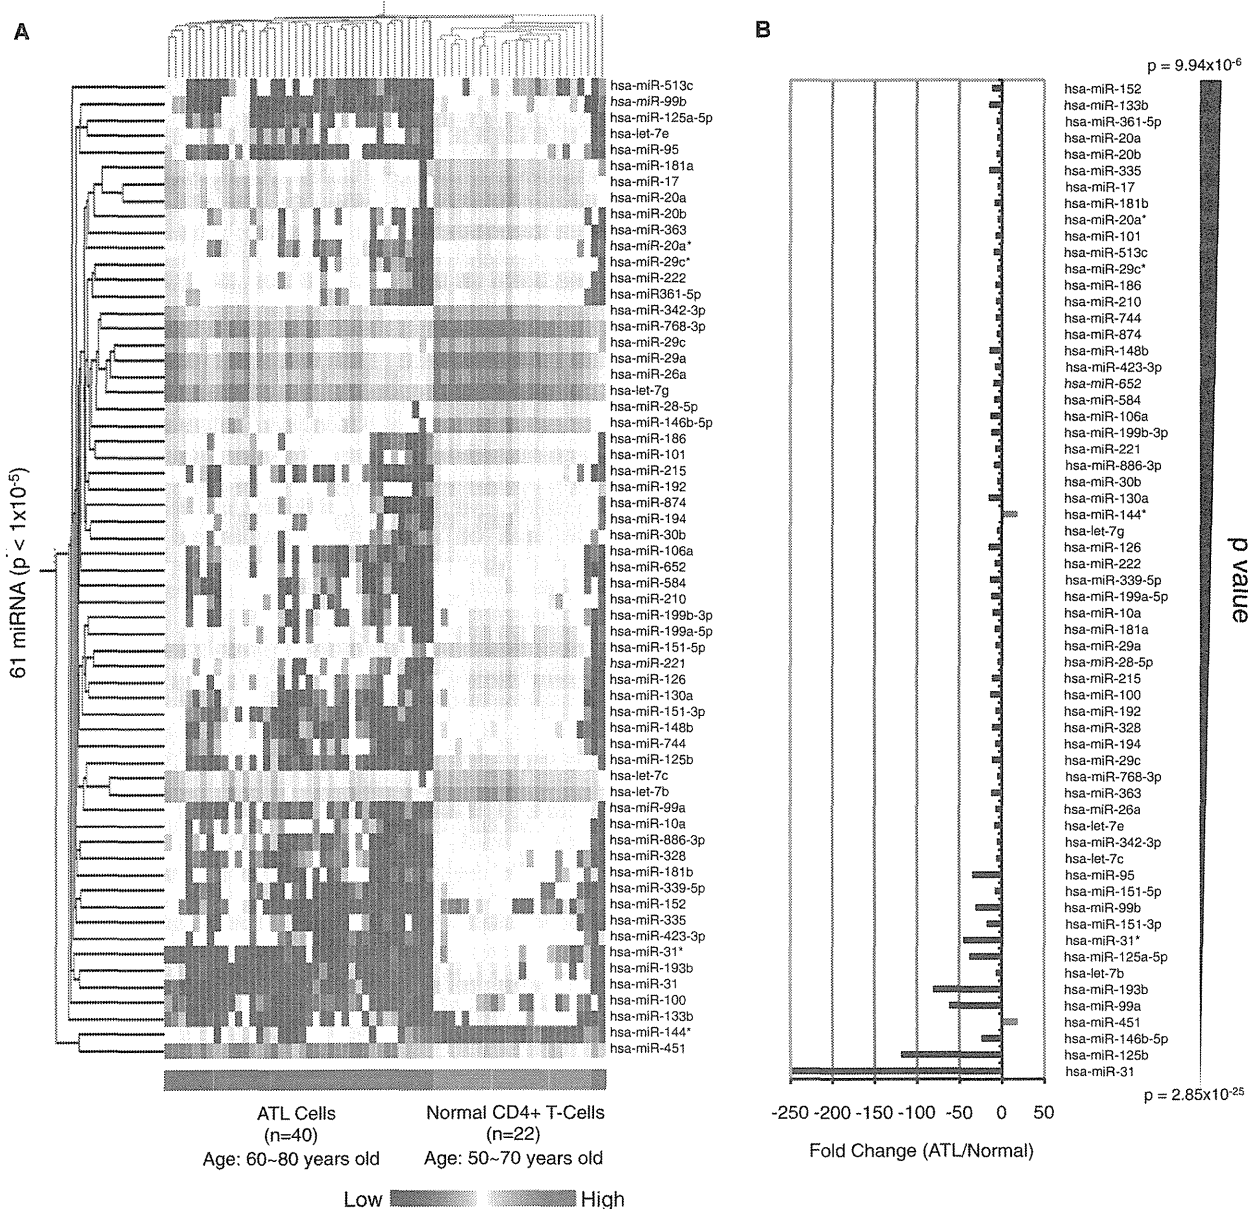 A
hsa-miR-513c
hsa-miR-99b
hsa-miR-125a-5p
hsa-let-7e
hsa-miR-95
hsa-miR-181a
hsa-miR-17
hsa-miR-20a
hsa-miR-20b
hsa-miR-363
hsa-miR-20a*
hsa-miR-29c*
hsa-miR-222
hsa-miR361-5p
hsa-miR-342-3p
hsa-miR-768-3p
hsa-miR-29c
hsa-miR-29a
hsa-miR-26a
hsa-let-7g
hsa-miR-28-5p
hsa-miR-146b-5p
hsa-miR-186
hsa-miR-101
hsa-miR-215
hsa-miR-192
hsa-miR-874
hsa-miR-194
hsa-miR-30b
hsa-miR-106a
hsa-miR-652
hsa-miR-584
hsa-miR-210
hsa-miR-199b-3p
hsa-miR-199a-5p
hsa-miR-151-5p
hsa-miR-221
hsa-miR-126
hsa-miR-130a
hsa-miR-151-3p
hsa-miR-148b
hsa-miR-744
hsa-miR-125b
hsa-let-7c
hsa-let-7b
hsa-miR-99a
hsa-miR-10a
hsa-miR-886-3p
hsa-miR-328
hsa-miR-181b
hsa-miR-339-5p
hsa-miR-152
hsa-miR-335
hsa-miR-423-3p
hsa-miR-31*
hsa-miR-193b
hsa-miR-31
hsa-miR-100
hsa-miR-133b
hsa-miR-144*
hsa-miR-451
61 miRNA (p < 1x10-5)
ATL Cells
(n=40)
Age: 60~80 years old
Normal CD4+ T-Cells
(n=22)
Age: 50~70 years old
Low High
B
p = 9.94x10-6
hsa-miR-152
hsa-miR-133b
hsa-miR-361-5p
hsa-miR-20a
hsa-miR-20b
hsa-miR-335
hsa-miR-17
hsa-miR-181b
hsa-miR-20a*
hsa-miR-101
hsa-miR-513c
hsa-miR-29c*
hsa-miR-186
hsa-miR-210
hsa-miR-744
hsa-miR-874
hsa-miR-148b
hsa-miR-423-3p
hsa-miR-652
hsa-miR-584
hsa-miR-106a
hsa-miR-199b-3p
hsa-miR-221
hsa-miR-886-3p
hsa-miR-30b
hsa-miR-130a
hsa-miR-144*
hsa-let-7g
hsa-miR-126
hsa-miR-222
hsa-miR-339-5p
hsa-miR-199a-5p
hsa-miR-10a
hsa-miR-181a
hsa-miR-29a
hsa-miR-28-5p
hsa-miR-215
hsa-miR-100
hsa-miR-192
hsa-miR-328
hsa-miR-194
hsa-miR-29c
hsa-miR-768-3p
hsa-miR-363
hsa-miR-26a
hsa-let-7e
hsa-miR-342-3p
hsa-let-7c
hsa-miR-95
hsa-miR-151-5p
hsa-miR-99b
hsa-miR-151-3p
hsa-miR-31*
hsa-miR-125a-5p
hsa-let-7b
hsa-miR-193b
hsa-miR-99a
hsa-miR-451
hsa-miR-146b-5p
hsa-miR-125b
hsa-miR-31
p value
p = 2.85x10-25
-250 -200 -150 -100 -50 0 50
Fold Change (ATL/Normal)